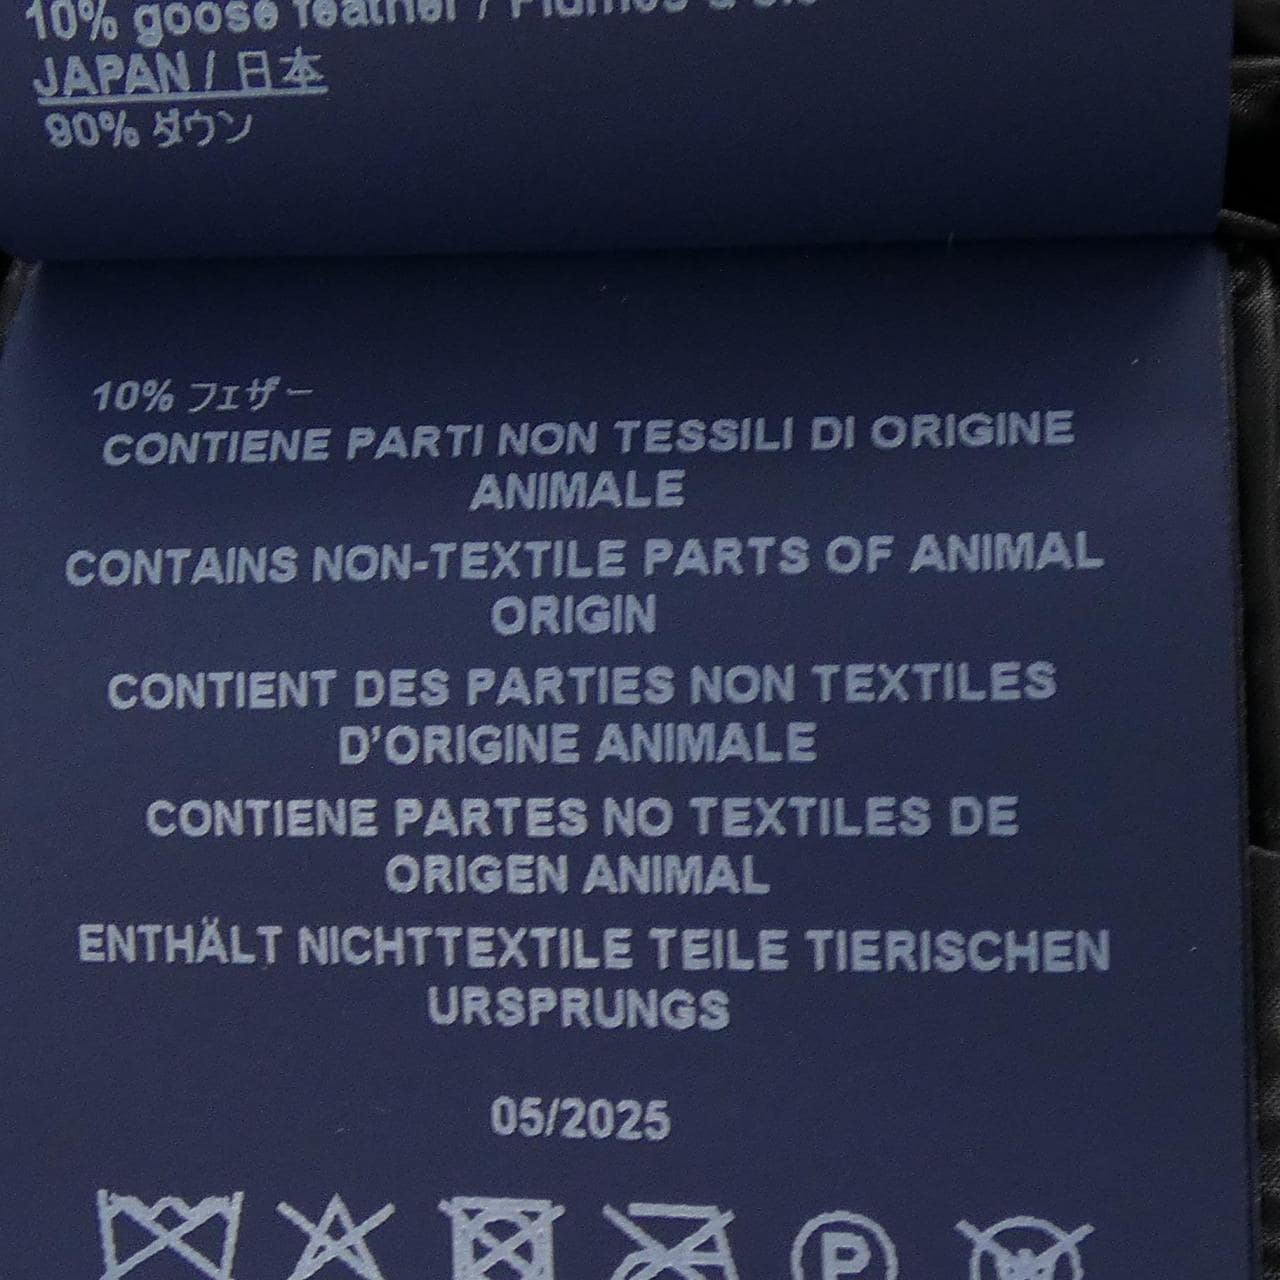 10% goose feather / Plumes d'oie
JAPAN / 日本
90% ダウン
10% フェザー
CONTIENE PARTI NON TESSILI DI ORIGINE
ANIMALE
CONTAINS NON-TEXTILE PARTS OF ANIMAL
ORIGIN
CONTIENT DES PARTIES NON TEXTILES
D’ORIGINE ANIMALE
CONTIENE PARTES NO TEXTILES DE
ORIGEN ANIMAL
ENTHÄLT NICHTTEXTILE TEILE TIERISCHEN
URSPRUNGS
05/2025
P
W